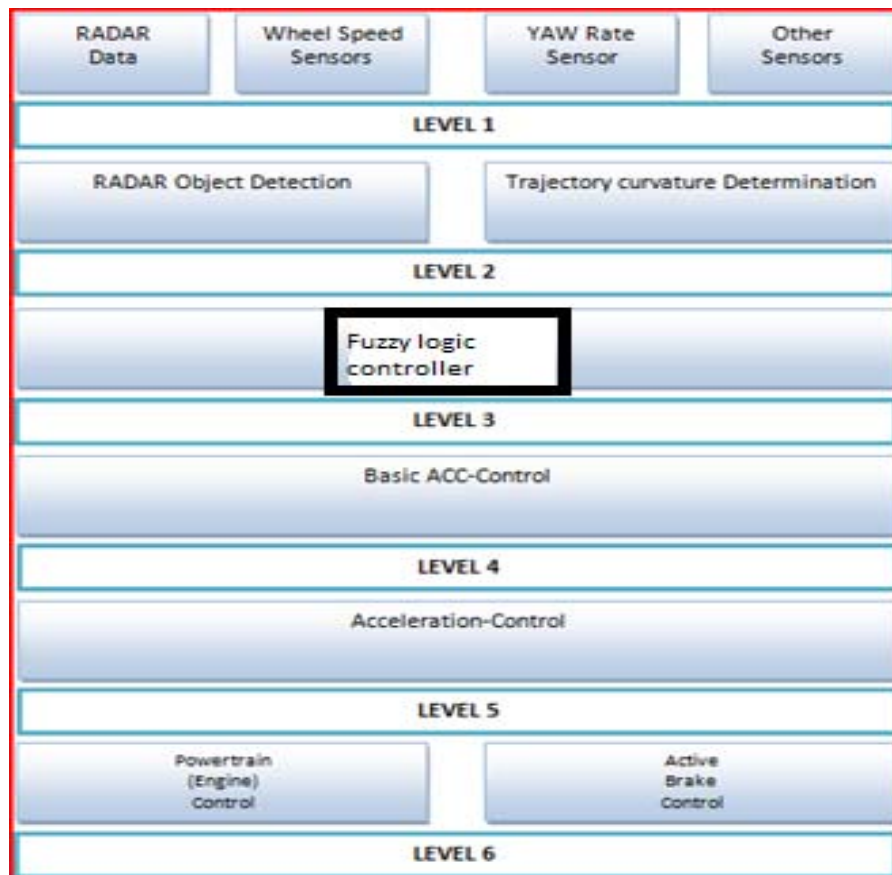 RADAR
Data
Wheel Speed
Sensors
YAW Rate
Sensor
Other
Sensors
LEVEL 1
RADAR Object Detection
Trajectory curvature Determination
LEVEL 2
Fuzzy logic
controller
LEVEL 3
Basic ACC-Control
LEVEL 4
Acceleration-Control
LEVEL 5
Powertrain
(Engine)
Control
Active
Brake
Control
LEVEL 6